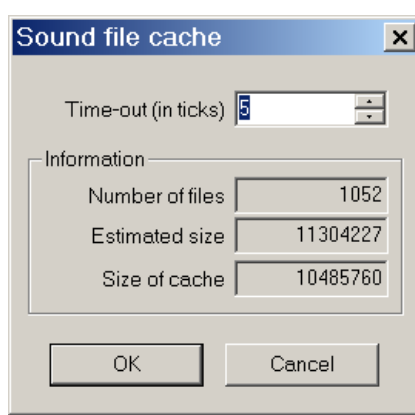 Sound file cache
Time-out (in ticks) 5
Information
Number of files 1052
Estimated size 11304227
Size of cache 10485760
OK Cancel